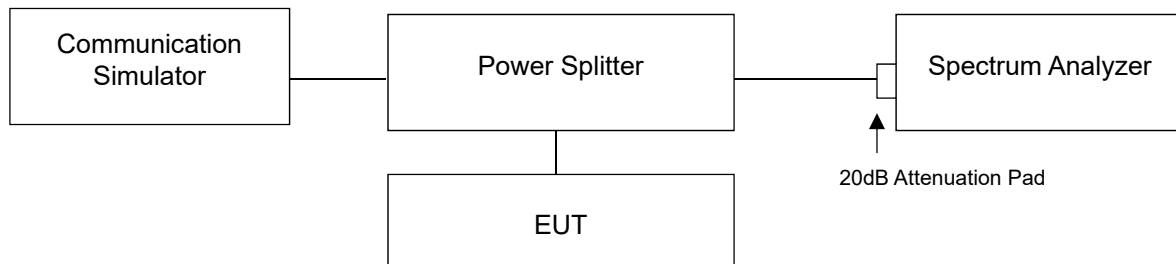 Communication
Simulator
Power Splitter
Spectrum Analyzer
20dB Attenuation Pad
EUT